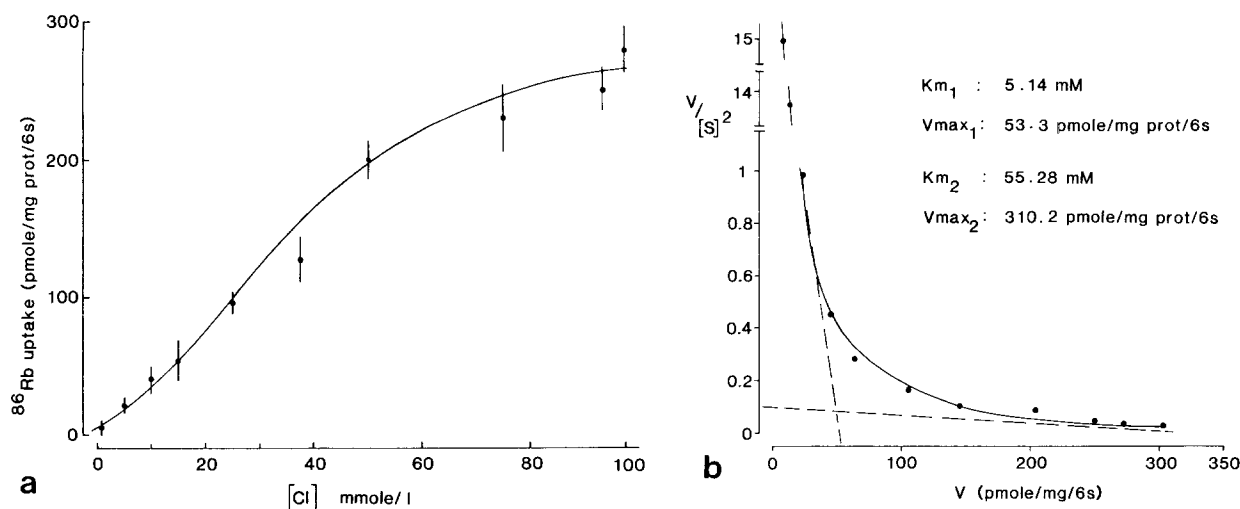 300
200
100
0
⁸⁶Rb uptake (pmole/mg prot/6s)
0 20 40 60 80 100
[Cl] mmole/l
a
15
14
V/[S]²
1
0.8
0.6
0.4
0.2
0
Km₁ : 5.14 mM
Vmax₁: 53.3 pmole/mg prot/6s
Km₂ : 55.28 mM
Vmax₂: 310.2 pmole/mg prot/6s
0 100 200 300 350
V (pmole/mg/6s)
b